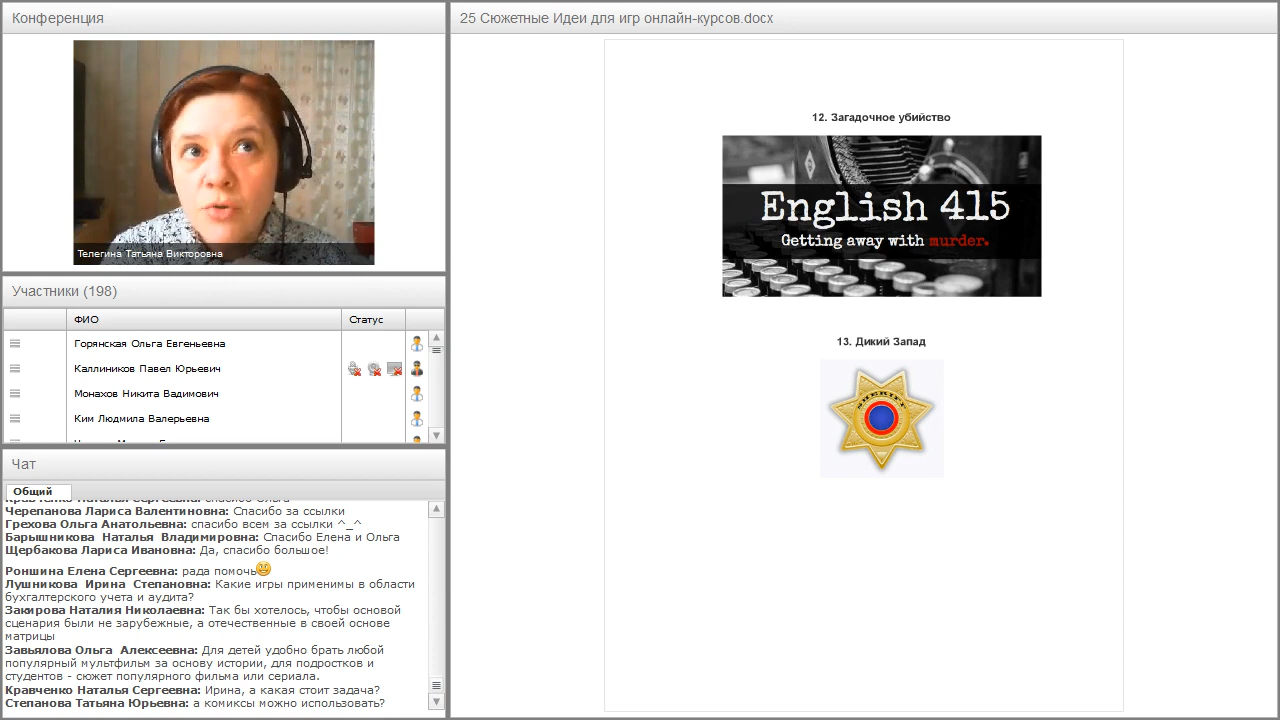 Конференция
Телегина Татьяна Викторовна
Участники (198)
ФИО Статус
Горянская Ольга Евгеньевна
Каллиников Павел Юрьевич
Монахов Никита Вадимович
Ким Людмила Валерьевна
Чат
Общий
Кравченко Наталья Сергеевна: спасибо Ольга
Черепанова Лариса Валентиновна: Спасибо за ссылки
Грехова Ольга Анатольевна: спасибо всем за ссылки ^_^
Барышникова Наталья Владимировна: Спасибо Елена и Ольга
Щербакова Лариса Ивановна: Да, спасибо большое!
Роншина Елена Сергеевна: рада помочь
Лушникова Ирина Степановна: Какие игры применимы в области
бухгалтерского учета и аудита?
Закирова Наталия Николаевна: Так бы хотелось, чтобы основой
сценария были не зарубежные, а отечественные в своей основе
матрицы
Завьялова Ольга Алексеевна: Для детей удобно брать любой
популярный мультфильм за основу истории, для подростков и
студентов - сюжет популярного фильма или сериала.
Кравченко Наталья Сергеевна: Ирина, а какая стоит задача?
Степанова Татьяна Юрьевна: а комиксы можно использовать?
25 Сюжетные Идеи для игр онлайн-курсов.docx
12. Загадочное убийство
English 415
Getting away with murder.
13. Дикий Запад
SHERIFF